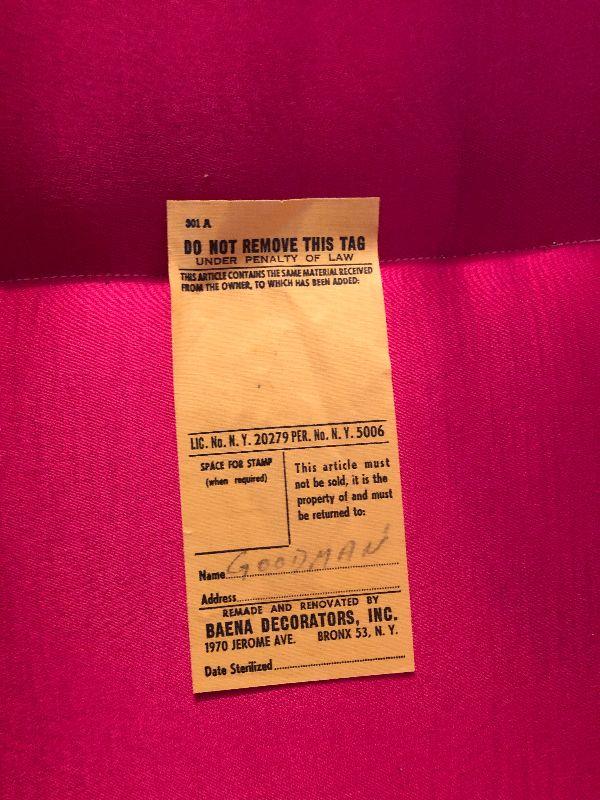 301 A
DO NOT REMOVE THIS TAG
UNDER PENALTY OF LAW
THIS ARTICLE CONTAINS THE SAME MATERIAL RECEIVED
FROM THE OWNER, TO WHICH HAS BEEN ADDED:
LIC. No. N. Y. 20279 PER. No. N. Y. 5006
SPACE FOR STAMP
(when required)
This article must
not be sold, it is the
property of and must
be returned to:
Name GOODMAN
Address
REMADE AND RENOVATED BY
BAENA DECORATORS, INC.
1970 JEROME AVE. BRONX 53, N. Y.
Date Sterilized